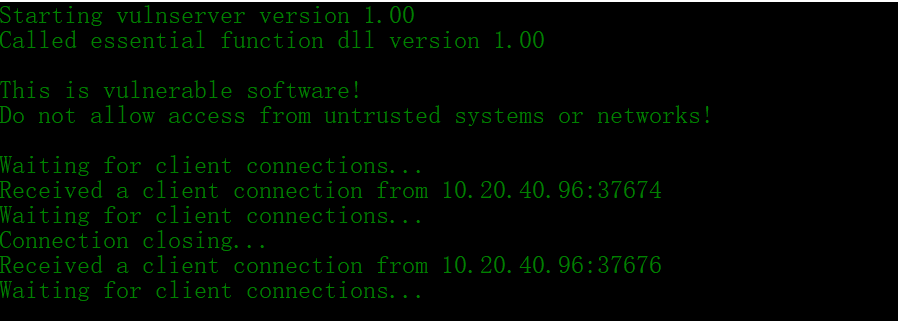 Starting vulnserver version 1.00
Called essential function dll version 1.00
This is vulnerable software!
Do not allow access from untrusted systems or networks!
Waiting for client connections...
Received a client connection from 10.20.40.96:37674
Waiting for client connections...
Connection closing...
Received a client connection from 10.20.40.96:37676
Waiting for client connections...